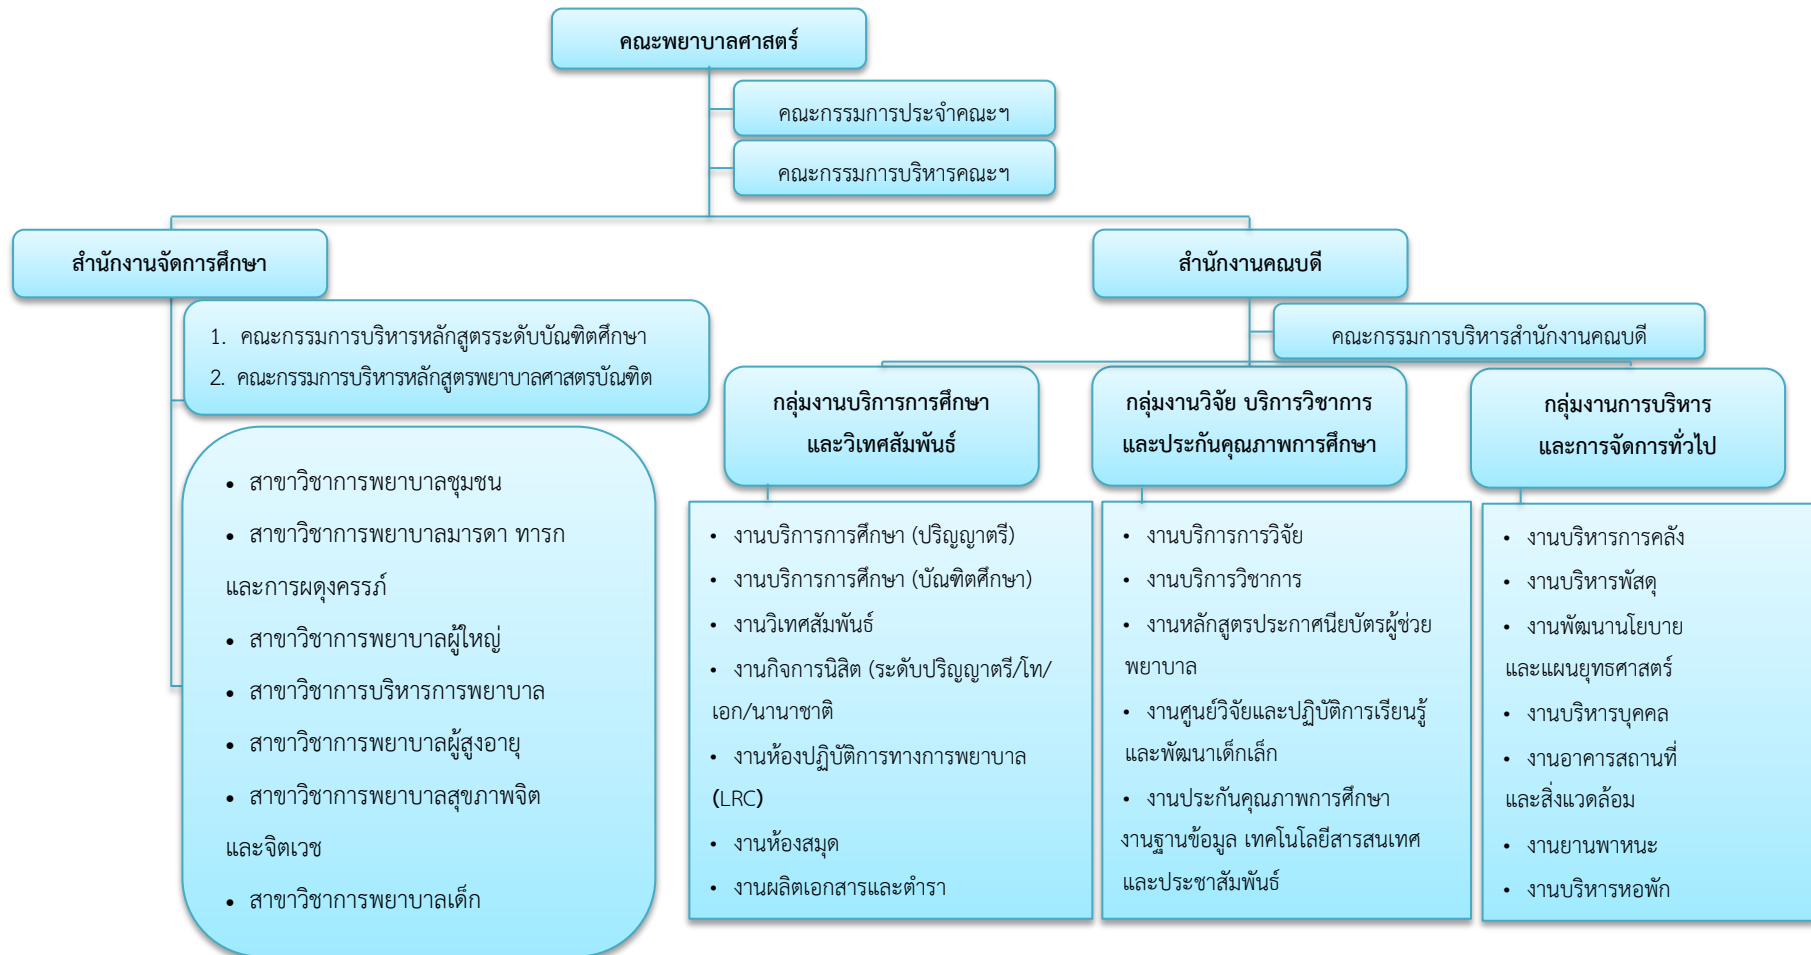 คณะพยาบาลศาสตร์
คณะกรรมการประจำคณะฯ
คณะกรรมการบริหารคณะฯ
สำนักงานจัดการศึกษา
1. คณะกรรมการบริหารหลักสูตรระดับบัณฑิตศึกษา
2. คณะกรรมการบริหารหลักสูตรพยาบาลศาสตรบัณฑิต
• สาขาวิชาการพยาบาลชุมชน
• สาขาวิชาการพยาบาลมารดา ทารก
และการผดุงครรภ์
• สาขาวิชาการพยาบาลผู้ใหญ่
• สาขาวิชาการบริหารการพยาบาล
• สาขาวิชาการพยาบาลผู้สูงอายุ
• สาขาวิชาการพยาบาลสุขภาพจิต
และจิตเวช
• สาขาวิชาการพยาบาลเด็ก
สำนักงานคณบดี
คณะกรรมการบริหารสำนักงานคณบดี
กลุ่มงานบริการการศึกษา
และวิเทศสัมพันธ์
• งานบริการการศึกษา (ปริญญาตรี)
• งานบริการการศึกษา (บัณฑิตศึกษา)
• งานวิเทศสัมพันธ์
• งานกิจการนิสิต (ระดับปริญญาตรี/โท/
เอก/นานาชาติ
• งานห้องปฏิบัติการทางการพยาบาล
(LRC)
• งานห้องสมุด
• งานผลิตเอกสารและตำรา
กลุ่มงานวิจัย บริการวิชาการ
และประกันคุณภาพการศึกษา
• งานบริการการวิจัย
• งานบริการวิชาการ
• งานหลักสูตรประกาศนียบัตรผู้ช่วย
พยาบาล
• งานศูนย์วิจัยและปฏิบัติการเรียนรู้
และพัฒนาเด็กเล็ก
• งานประกันคุณภาพการศึกษา
งานฐานข้อมูล เทคโนโลยีสารสนเทศ
และประชาสัมพันธ์
กลุ่มงานการบริหาร
และการจัดการทั่วไป
• งานบริหารการคลัง
• งานบริหารพัสดุ
• งานพัฒนานโยบาย
และแผนยุทธศาสตร์
• งานบริหารบุคคล
• งานอาคารสถานที่
และสิ่งแวดล้อม
• งานยานพาหนะ
• งานบริหารหอพัก